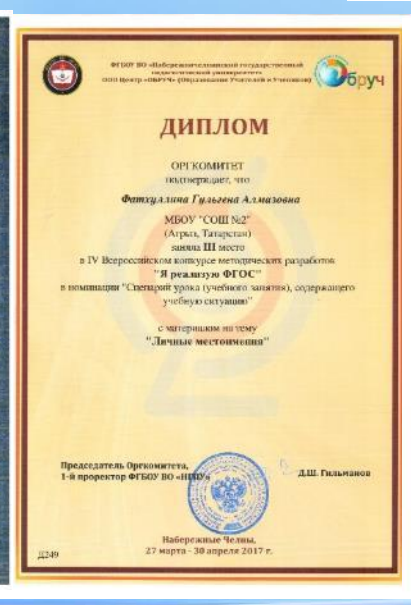 ФГБОУ ВО «Набережночелнинский государственный
педагогический университет»
ООО Центр «ОБРУЧ» (Образование Учителей и Учеников)
Обруч
ДИПЛОМ
ОРГКОМИТЕТ
подтверждает, что
Фатхуллина Гульгена Алмазовна
МБОУ "СОШ №2"
(Агрыз, Татарстан)
заняла III место
в IV Всероссийском конкурсе методических разработок
"Я реализую ФГОС"
в номинации "Сценарий урока (учебного занятия), содержащего
учебную ситуацию"
с материалом на тему
"Личные местоимения"
Председатель Оргкомитета,
1-й проректор ФГБОУ ВО «НГПУ»
Д.Ш. Гильманов
Набережные Челны,
27 марта - 30 апреля 2017 г.
Д249